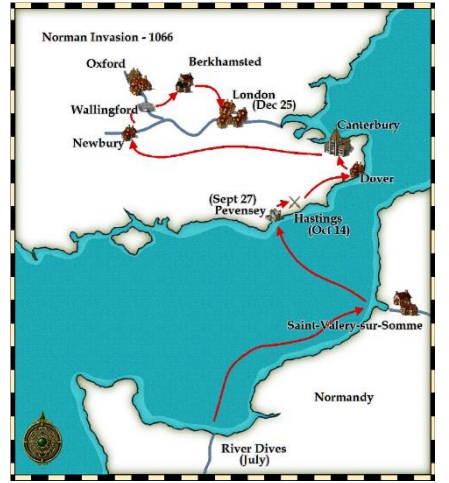 Norman Invasion - 1066
Oxford
Berkhamsted
Wallingford
London
(Dec 25)
Newbury
Canterbury
Dover
(Sept 27)
Pevensey
Hastings
(Oct 14)
Saint-Valery-sur-Somme
Normandy
River Dives
(July)